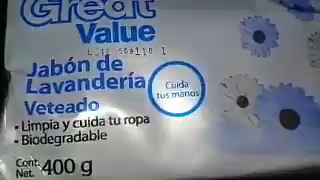 Great
Value
Jabón de
Lavandería
Veteado
Cuida
tus manos
• Limpia y cuida tu ropa
• Biodegradable
Cont.
Net. 400 g